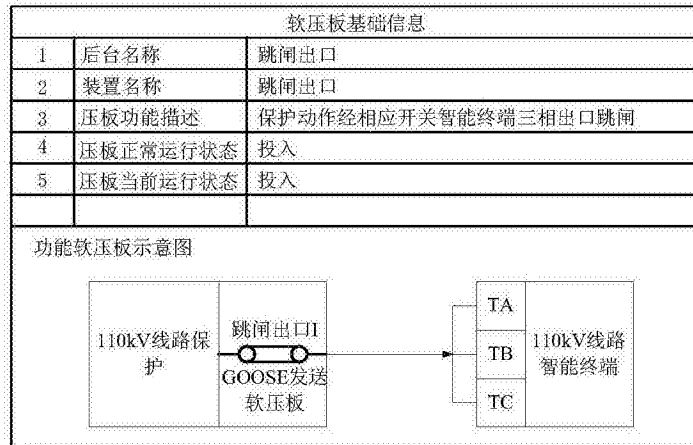 软压板基础信息
1 后台名称 跳闸出口
2 装置名称 跳闸出口
3 压板功能描述 保护动作经相应开关智能终端三相出口跳闸
4 压板正常运行状态 投入
5 压板当前运行状态 投入
功能软压板示意图
110kV线路保
护
跳闸出口1
GOOSE发送
软压板
TA
TB
TC
110kV线路
智能终端